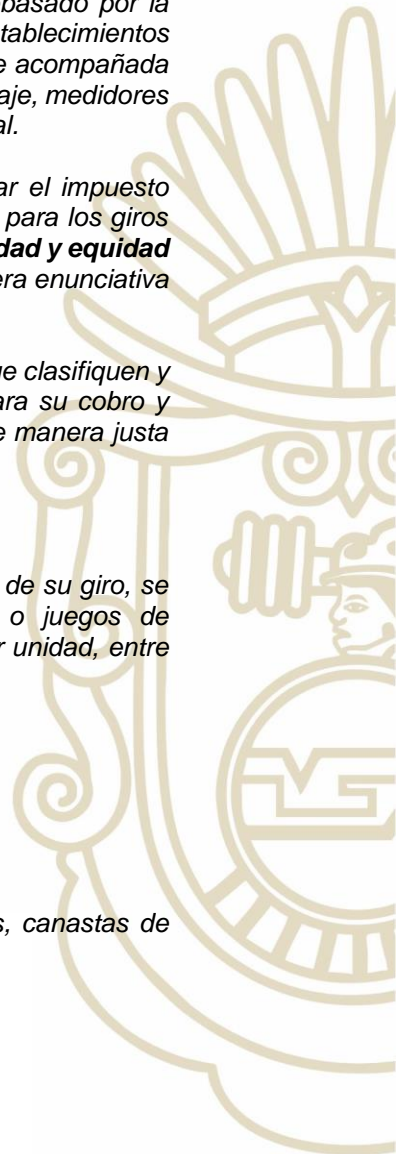 basado por la
tablecimientos
e acompañada
aje, medidores
al.
ar el impuesto
para los giros
dad y equidad
era enunciativa
ue clasifiquen y
ara su cobro y
e manera justa
de su giro, se
o juegos de
r unidad, entre
s, canastas de